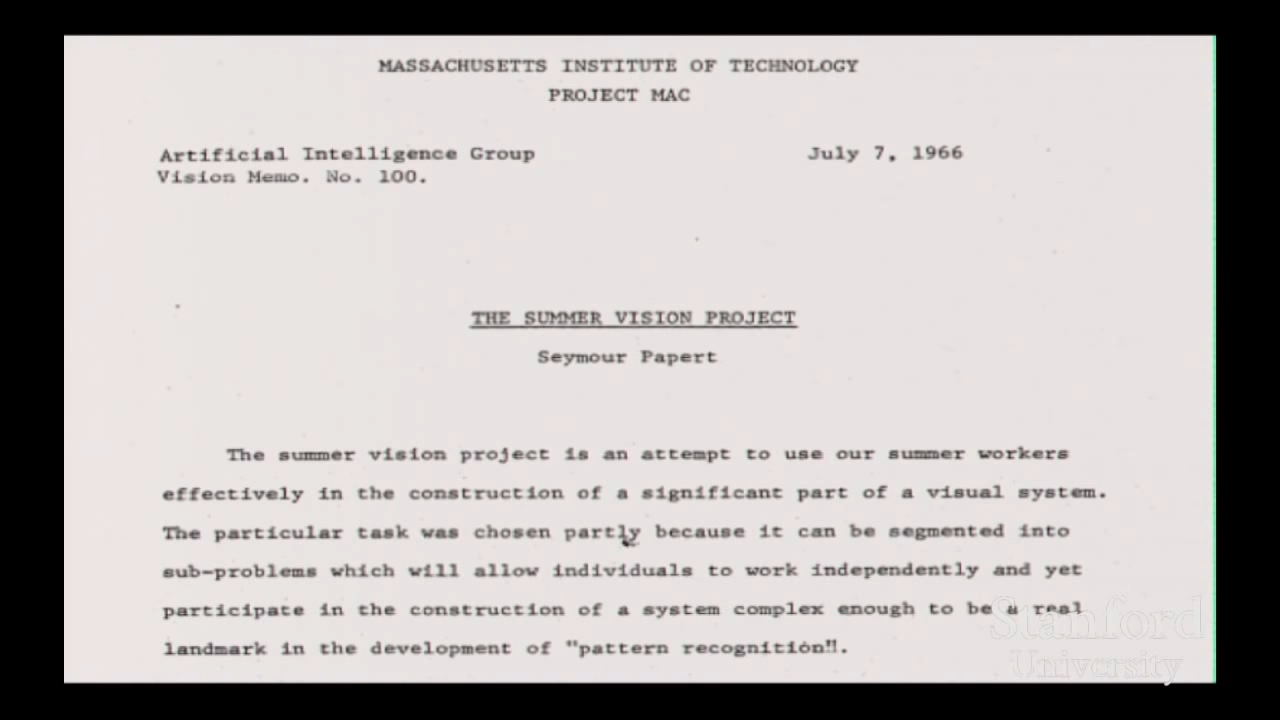 MASSACHUSETTS INSTITUTE OF TECHNOLOGY
PROJECT MAC
Artificial Intelligence Group
July 7, 1966
Vision Memo. No. 100.
THE SUMMER VISION PROJECT
Seymour Papert
The summer vision project is an attempt to use our summer workers
effectively in the construction of a significant part of a visual system.
The particular task was chosen partly because it can be segmented into
sub-problems which will allow individuals to work independently and yet
participate in the construction of a system complex enough to be a real
landmark in the development of "pattern recognition".
Stanford
University